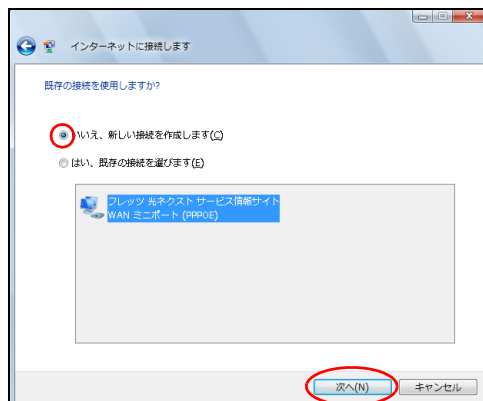 インターネットに接続します
既存の接続を使用しますか?
いいえ、新しい接続を作成します(C)
はい、既存の接続を選びます(E)
フレッツ 光ネクスト サービス情報サイト
WAN ミニポート (PPPOE)
次へ(N)
キャンセル